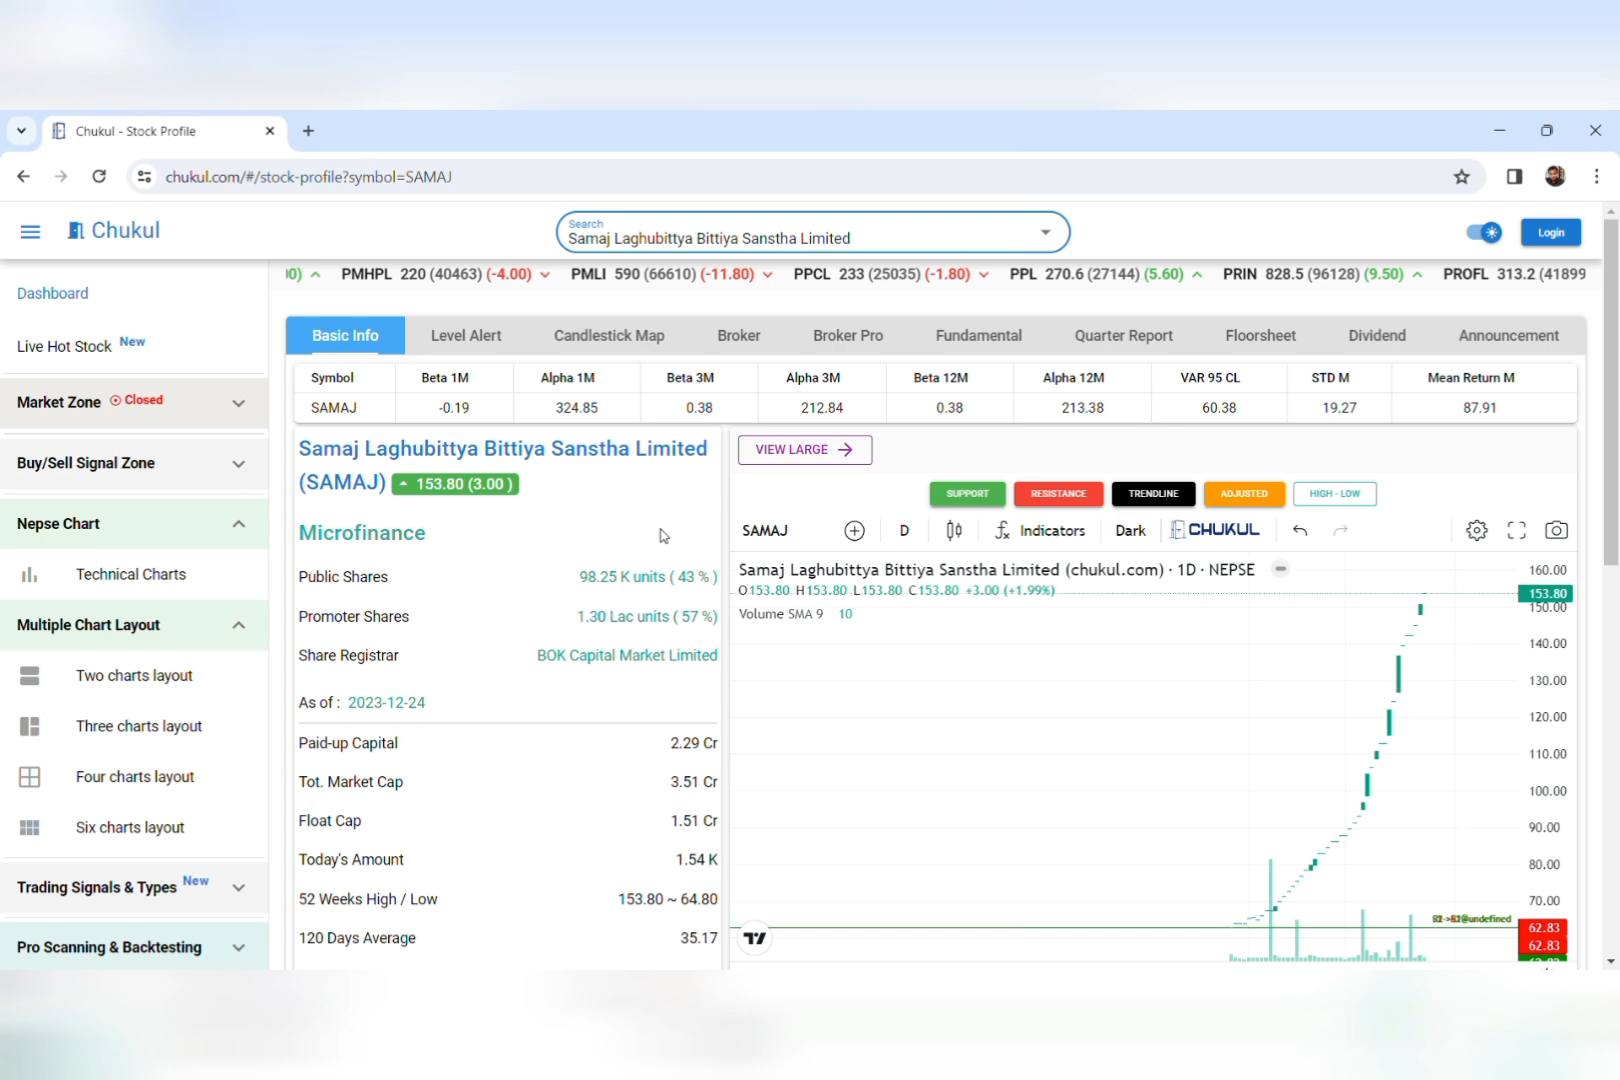 Chukul - Stock Profile
chukul.com/#/stock-profile?symbol=SAMAJ
Chukul
Search
Samaj Laghubittya Bittiya Sanstha Limited
Login
PMHPL 220 (40463) (-4.00) PMLI 590 (66610) (-11.80) PPCL 233 (25035) (-1.80) PPL 270.6 (27144) (5.60) PRIN 828.5 (96128) (9.50) PROFL 313.2 (41899
Dashboard
Live Hot Stock New
Market Zone Closed
Buy/Sell Signal Zone
Nepse Chart
Technical Charts
Multiple Chart Layout
Two charts layout
Three charts layout
Four charts layout
Six charts layout
Trading Signals & Types New
Pro Scanning & Backtesting
Basic Info Level Alert Candlestick Map Broker Broker Pro Fundamental Quarter Report Floorsheet Dividend Announcement
Symbol Beta 1M Alpha 1M Beta 3M Alpha 3M Beta 12M Alpha 12M VAR 95 CL STD M Mean Return M
SAMAJ -0.19 324.85 0.38 212.84 0.38 213.38 60.38 19.27 87.91
Samaj Laghubittya Bittiya Sanstha Limited
(SAMAJ) 153.80 (3.00 )
Microfinance
Public Shares 98.25 K units ( 43 % )
Promoter Shares 1.30 Lac units ( 57 %)
Share Registrar BOK Capital Market Limited
As of : 2023-12-24
Paid-up Capital 2.29 Cr
Tot. Market Cap 3.51 Cr
Float Cap 1.51 Cr
Today's Amount 1.54 K
52 Weeks High / Low 153.80 ~ 64.80
120 Days Average 35.17
VIEW LARGE
SUPPORT RESISTANCE TRENDLINE ADJUSTED HIGH - LOW
SAMAJ D Indicators Dark CHUKUL
Samaj Laghubittya Bittiya Sanstha Limited (chukul.com) · 1D · NEPSE
O153.80 H153.80 L153.80 C153.80 +3.00 (+1.99%)
Volume SMA 9 10
160.00
153.80
150.00
140.00
130.00
120.00
110.00
100.00
90.00
80.00
70.00
62.83
62.83